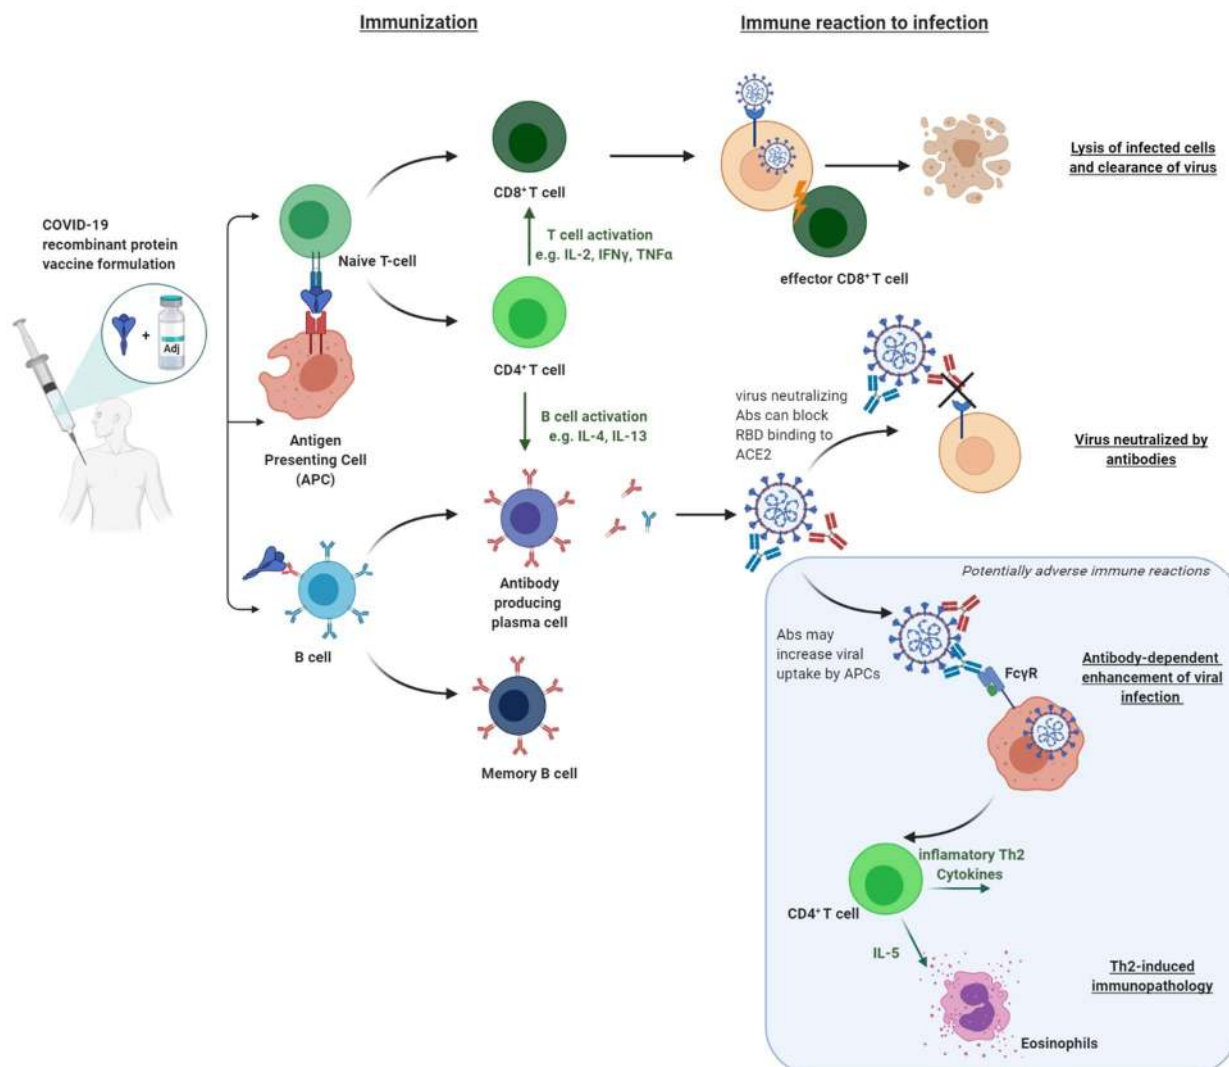 Immunization
Immune reaction to infection
COVID-19
recombinant protein
vaccine formulation
+
Adj
Naive T-cell
Antigen
Presenting Cell
(APC)
B cell
CD8⁺ T cell
T cell activation
e.g. IL-2, IFNγ, TNFα
CD4⁺ T cell
B cell activation
e.g. IL-4, IL-13
Antibody
producing
plasma cell
Memory B cell
effector CD8⁺ T cell
Lysis of infected cells
and clearance of virus
virus neutralizing
Abs can block
RBD binding to
ACE2
Virus neutralized by
antibodies
Potentially adverse immune reactions
Abs may
increase viral
uptake by APCs
FcγR
Antibody-dependent
enhancement of viral
infection
inflamatory Th2
Cytokines
CD4⁺ T cell
IL-5
Th2-induced
immunopathology
Eosinophils